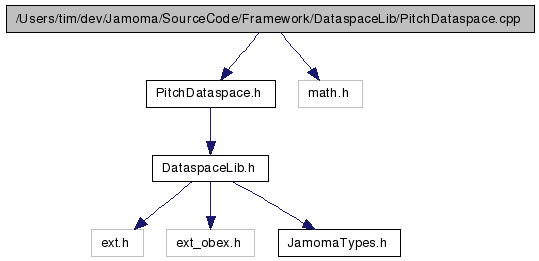 /Users/tim/dev/Jamoma/SourceCode/Framework/DataspaceLib/PitchDataspace.cpp
PitchDataspace.h
math.h
DataspaceLib.h
ext.h
ext_obex.h
JamomaTypes.h